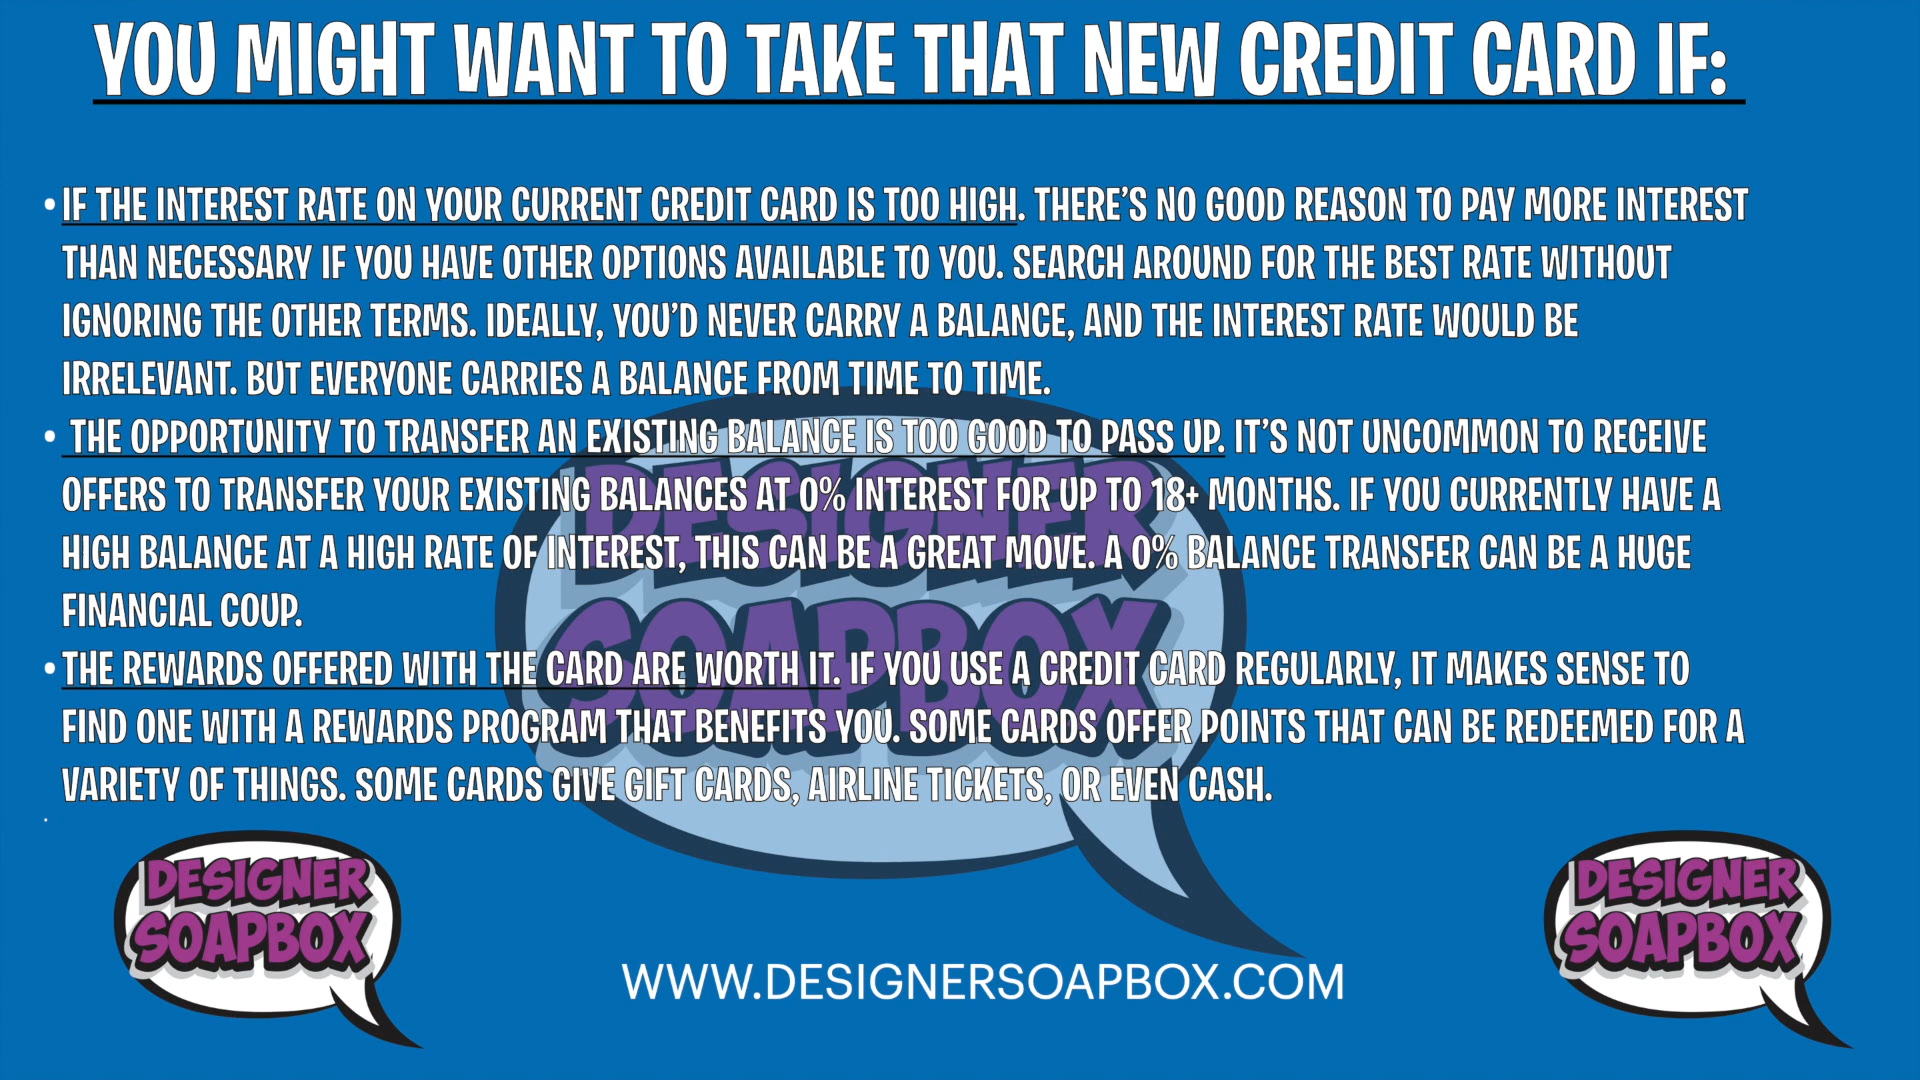 YOU MIGHT WANT TO TAKE THAT NEW CREDIT CARD IF:
• IF THE INTEREST RATE ON YOUR CURRENT CREDIT CARD IS TOO HIGH. THERE'S NO GOOD REASON TO PAY MORE INTEREST
THAN NECESSARY IF YOU HAVE OTHER OPTIONS AVAILABLE TO YOU. SEARCH AROUND FOR THE BEST RATE WITHOUT
IGNORING THE OTHER TERMS. IDEALLY, YOU'D NEVER CARRY A BALANCE, AND THE INTEREST RATE WOULD BE
IRRELEVANT. BUT EVERYONE CARRIES A BALANCE FROM TIME TO TIME.
• THE OPPORTUNITY TO TRANSFER AN EXISTING BALANCE IS TOO GOOD TO PASS UP. IT'S NOT UNCOMMON TO RECEIVE
OFFERS TO TRANSFER YOUR EXISTING BALANCES AT 0% INTEREST FOR UP TO 18+ MONTHS. IF YOU CURRENTLY HAVE A
HIGH BALANCE AT A HIGH RATE OF INTEREST, THIS CAN BE A GREAT MOVE. A 0% BALANCE TRANSFER CAN BE A HUGE
FINANCIAL COUP.
• THE REWARDS OFFERED WITH THE CARD ARE WORTH IT. IF YOU USE A CREDIT CARD REGULARLY, IT MAKES SENSE TO
FIND ONE WITH A REWARDS PROGRAM THAT BENEFITS YOU. SOME CARDS OFFER POINTS THAT CAN BE REDEEMED FOR A
VARIETY OF THINGS. SOME CARDS GIVE GIFT CARDS, AIRLINE TICKETS, OR EVEN CASH.
DESIGNER
SOAPBOX
DESIGNER
SOAPBOX
WWW.DESIGNERSOAPBOX.COM
DESIGNER
SOAPBOX